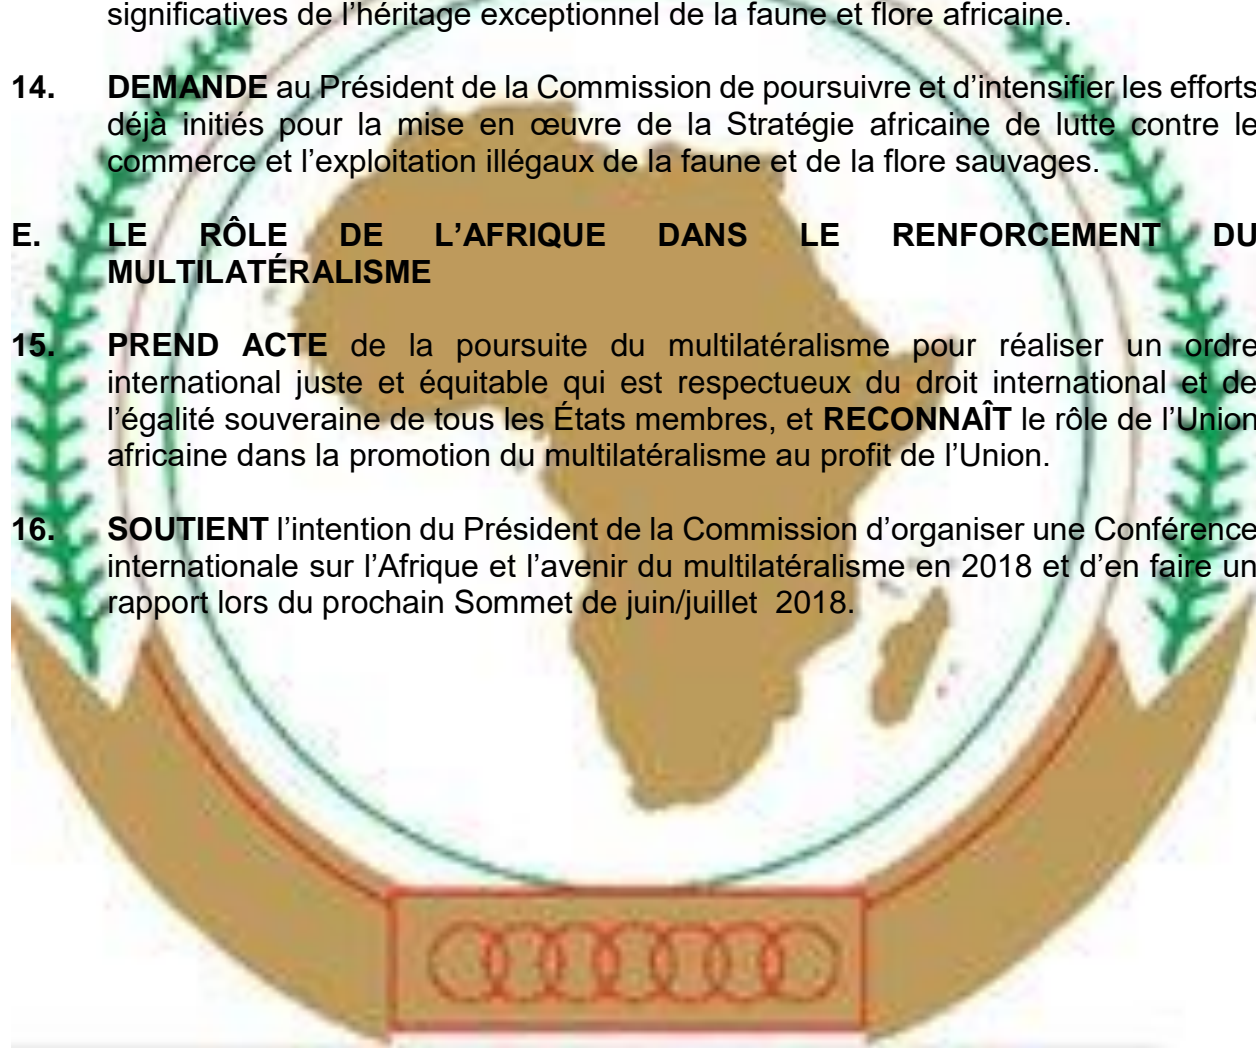 significatives de l’héritage exceptionnel de la faune et flore africaine.
14. DEMANDE au Président de la Commission de poursuivre et d’intensifier les efforts
déjà initiés pour la mise en œuvre de la Stratégie africaine de lutte contre le
commerce et l’exploitation illégaux de la faune et de la flore sauvages.
E. LE RÔLE DE L’AFRIQUE DANS LE RENFORCEMENT DU
MULTILATÉRALISME
15. PREND ACTE de la poursuite du multilatéralisme pour réaliser un ordre
international juste et équitable qui est respectueux du droit international et de
l’égalité souveraine de tous les États membres, et RECONNAÎT le rôle de l’Union
africaine dans la promotion du multilatéralisme au profit de l’Union.
16. SOUTIENT l’intention du Président de la Commission d’organiser une Conférence
internationale sur l’Afrique et l’avenir du multilatéralisme en 2018 et d’en faire un
rapport lors du prochain Sommet de juin/juillet  2018.